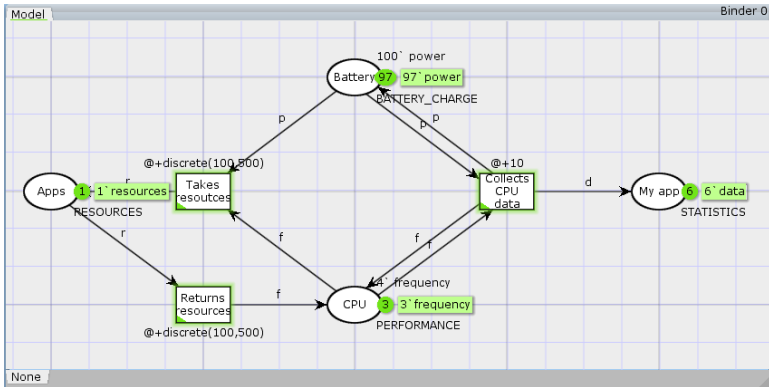 Model
Binder 0
100` power
Battery
97
97`power
BATTERY_CHARGE
p
p
p
@+discrete(100,500)
@+10
r
Apps
1
1`resources
RESOURCES
Takes
resoutces
Collects
CPU
data
d
My app
6
6`data
STATISTICS
r
f
f
f
4` frequency
Returns
resources
f
CPU
3
3`frequency
PERFORMANCE
@+discrete(100,500)
None